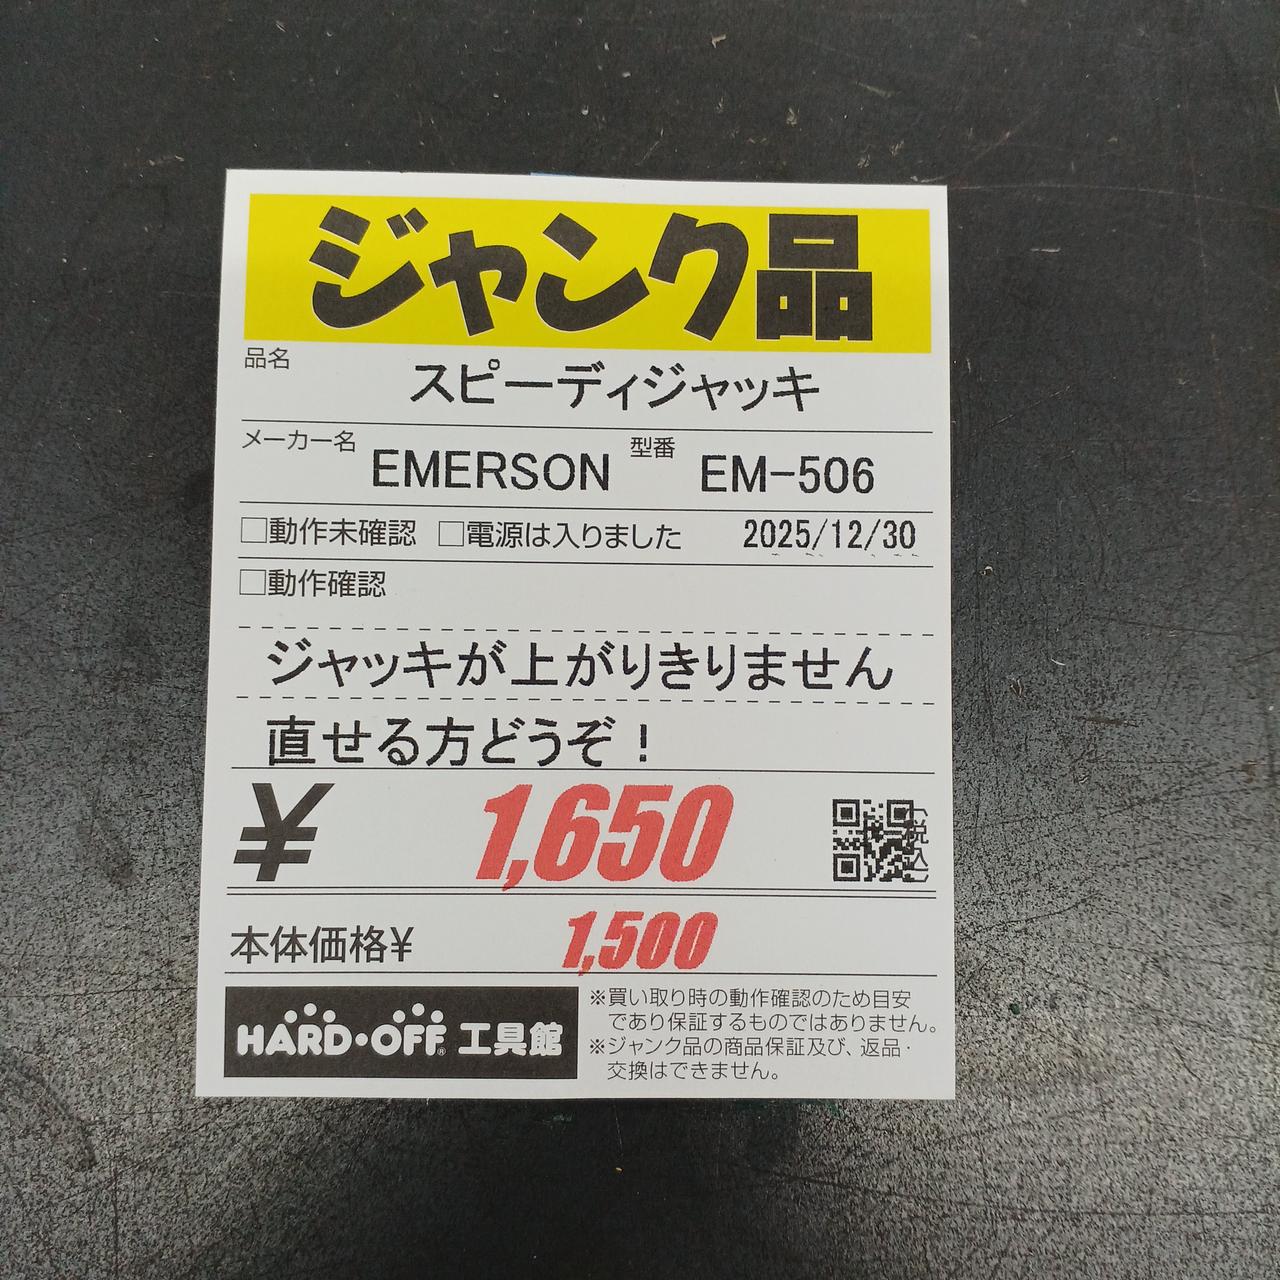 ジャンク品
品名 スピーディジャッキ
メーカー名 EMERSON 型番 EM-506
□動作未確認 □電源は入りました 2025/12/30
□動作確認
ジャッキが上がりきりません
直せる方どうぞ！
¥ 1,650 (税込)
本体価格¥ 1,500
HARD・OFF® 工具館
※買い取り時の動作確認のため目安
であり保証するものではありません。
※ジャンク品の商品保証及び、返品・
交換はできません。